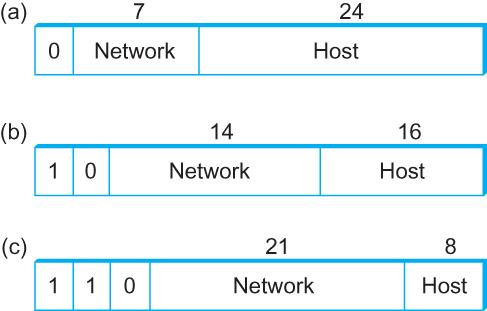 (a) 7 24
0 Network Host
(b) 14 16
1 0 Network Host
(c) 21 8
1 1 0 Network Host